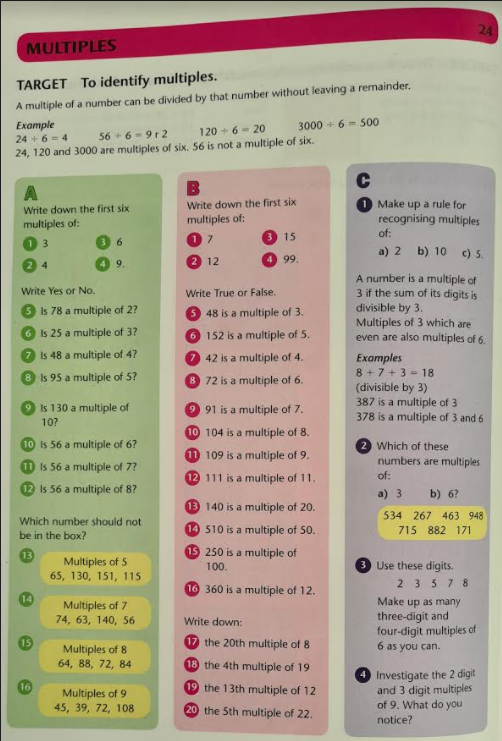 24
MULTIPLES
TARGET To identify multiples.
A multiple of a number can be divided by that number without leaving a remainder.
Example
24 ÷ 6 = 4 56 ÷ 6 = 9 r 2 120 ÷ 6 = 20 3000 ÷ 6 = 500
24, 120 and 3000 are multiples of six. 56 is not a multiple of six.
A
Write down the first six
multiples of:
1 3 3 6
2 4 4 9.
Write Yes or No.
5 Is 78 a multiple of 2?
6 Is 25 a multiple of 3?
7 Is 48 a multiple of 4?
8 Is 95 a multiple of 5?
9 Is 130 a multiple of
10?
10 Is 56 a multiple of 6?
11 Is 56 a multiple of 7?
12 Is 56 a multiple of 8?
Which number should not
be in the box?
13 Multiples of 5
65, 130, 151, 115
14 Multiples of 7
74, 63, 140, 56
15 Multiples of 8
64, 88, 72, 84
16 Multiples of 9
45, 39, 72, 108
B
Write down the first six
multiples of:
1 7 3 15
2 12 4 99.
Write True or False.
5 48 is a multiple of 3.
6 152 is a multiple of 5.
7 42 is a multiple of 4.
8 72 is a multiple of 6.
9 91 is a multiple of 7.
10 104 is a multiple of 8.
11 109 is a multiple of 9.
12 111 is a multiple of 11.
13 140 is a multiple of 20.
14 510 is a multiple of 50.
15 250 is a multiple of
100.
16 360 is a multiple of 12.
Write down:
17 the 20th multiple of 8
18 the 4th multiple of 19
19 the 13th multiple of 12
20 the 5th multiple of 22.
C
1 Make up a rule for
recognising multiples
of:
a) 2 b) 10 c) 5.
A number is a multiple of
3 if the sum of its digits is
divisible by 3.
Multiples of 3 which are
even are also multiples of 6.
Examples
8 + 7 + 3 = 18
(divisible by 3)
387 is a multiple of 3
378 is a multiple of 3 and 6
2 Which of these
numbers are multiples
of:
a) 3 b) 6?
534 267 463 948
715 882 171
3 Use these digits.
2 3 5 7 8
Make up as many
three-digit and
four-digit multiples of
6 as you can.
4 Investigate the 2 digit
and 3 digit multiples
of 9. What do you
notice?